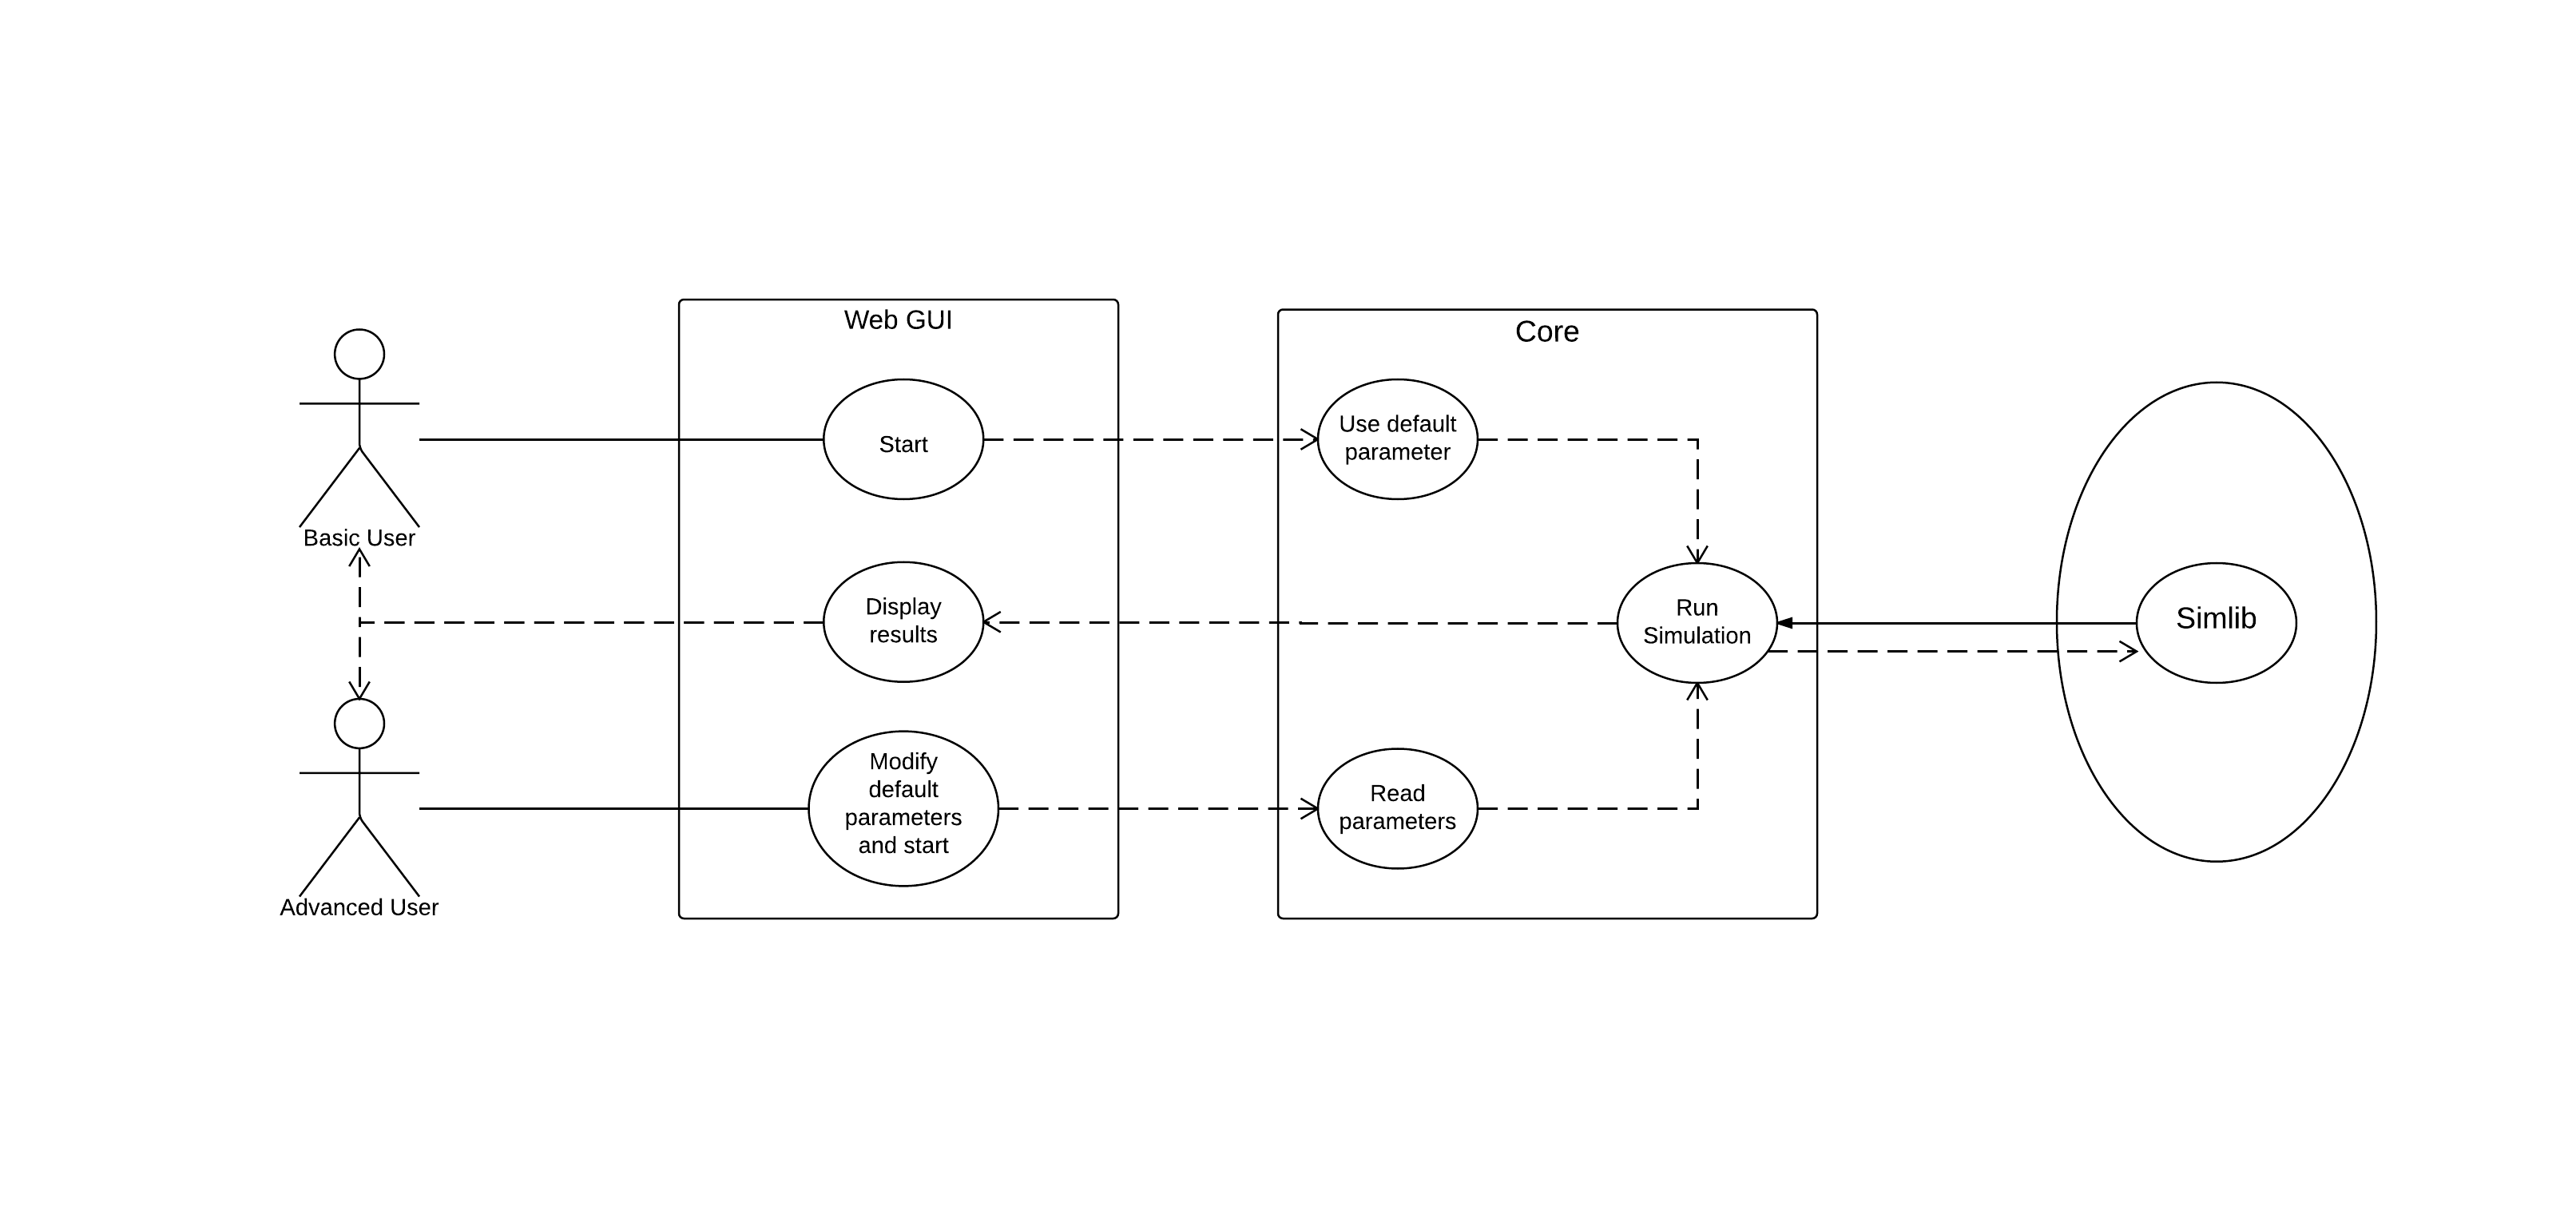 Web GUI
Core
Start
Use default
parameter
Basic User
Display
results
Run
Simulation
Simlib
Modify
default
parameters
and start
Read
parameters
Advanced User